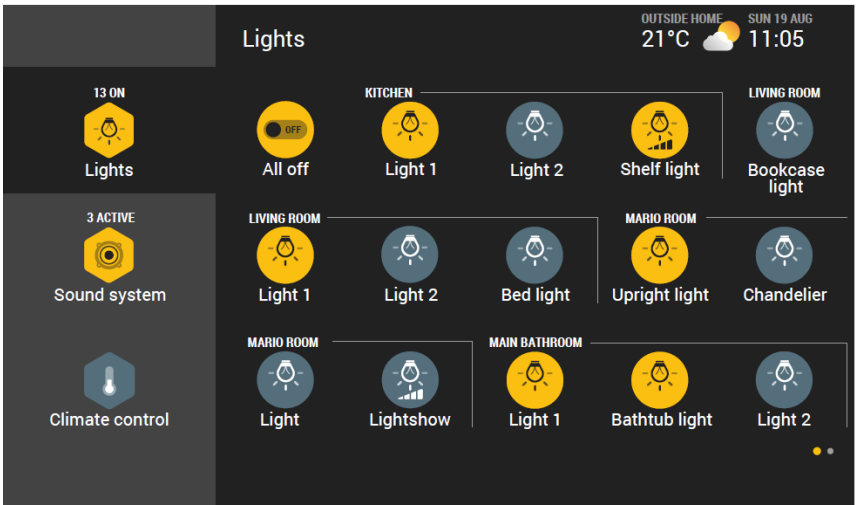 Lights
OUTSIDE HOME
21°C
SUN 19 AUG
11:05
13 ON
Lights
3 ACTIVE
Sound system
Climate control
OFF
All off
KITCHEN
Light 1
Light 2
Shelf light
LIVING ROOM
Bookcase
light
LIVING ROOM
Light 1
Light 2
Bed light
MARIO ROOM
Upright light
Chandelier
MARIO ROOM
Light
Lightshow
MAIN BATHROOM
Light 1
Bathtub light
Light 2